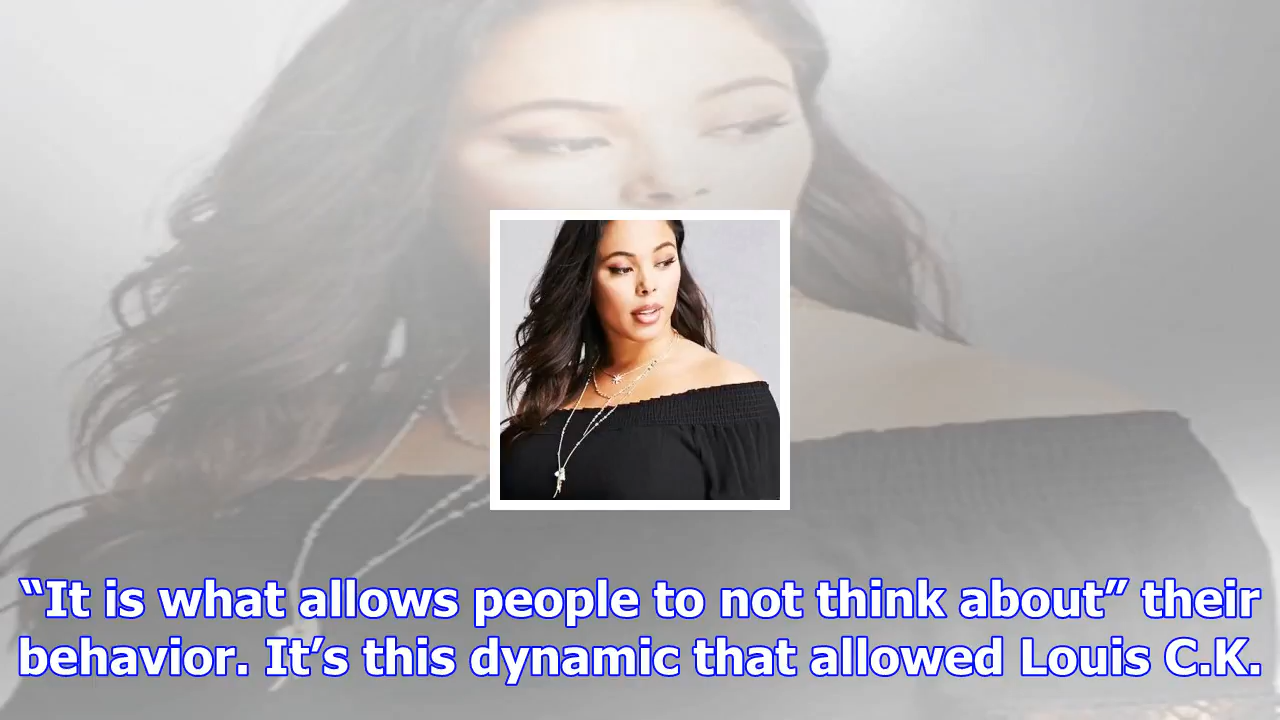 “It is what allows people to not think about” their
behavior. It’s this dynamic that allowed Louis C.K.